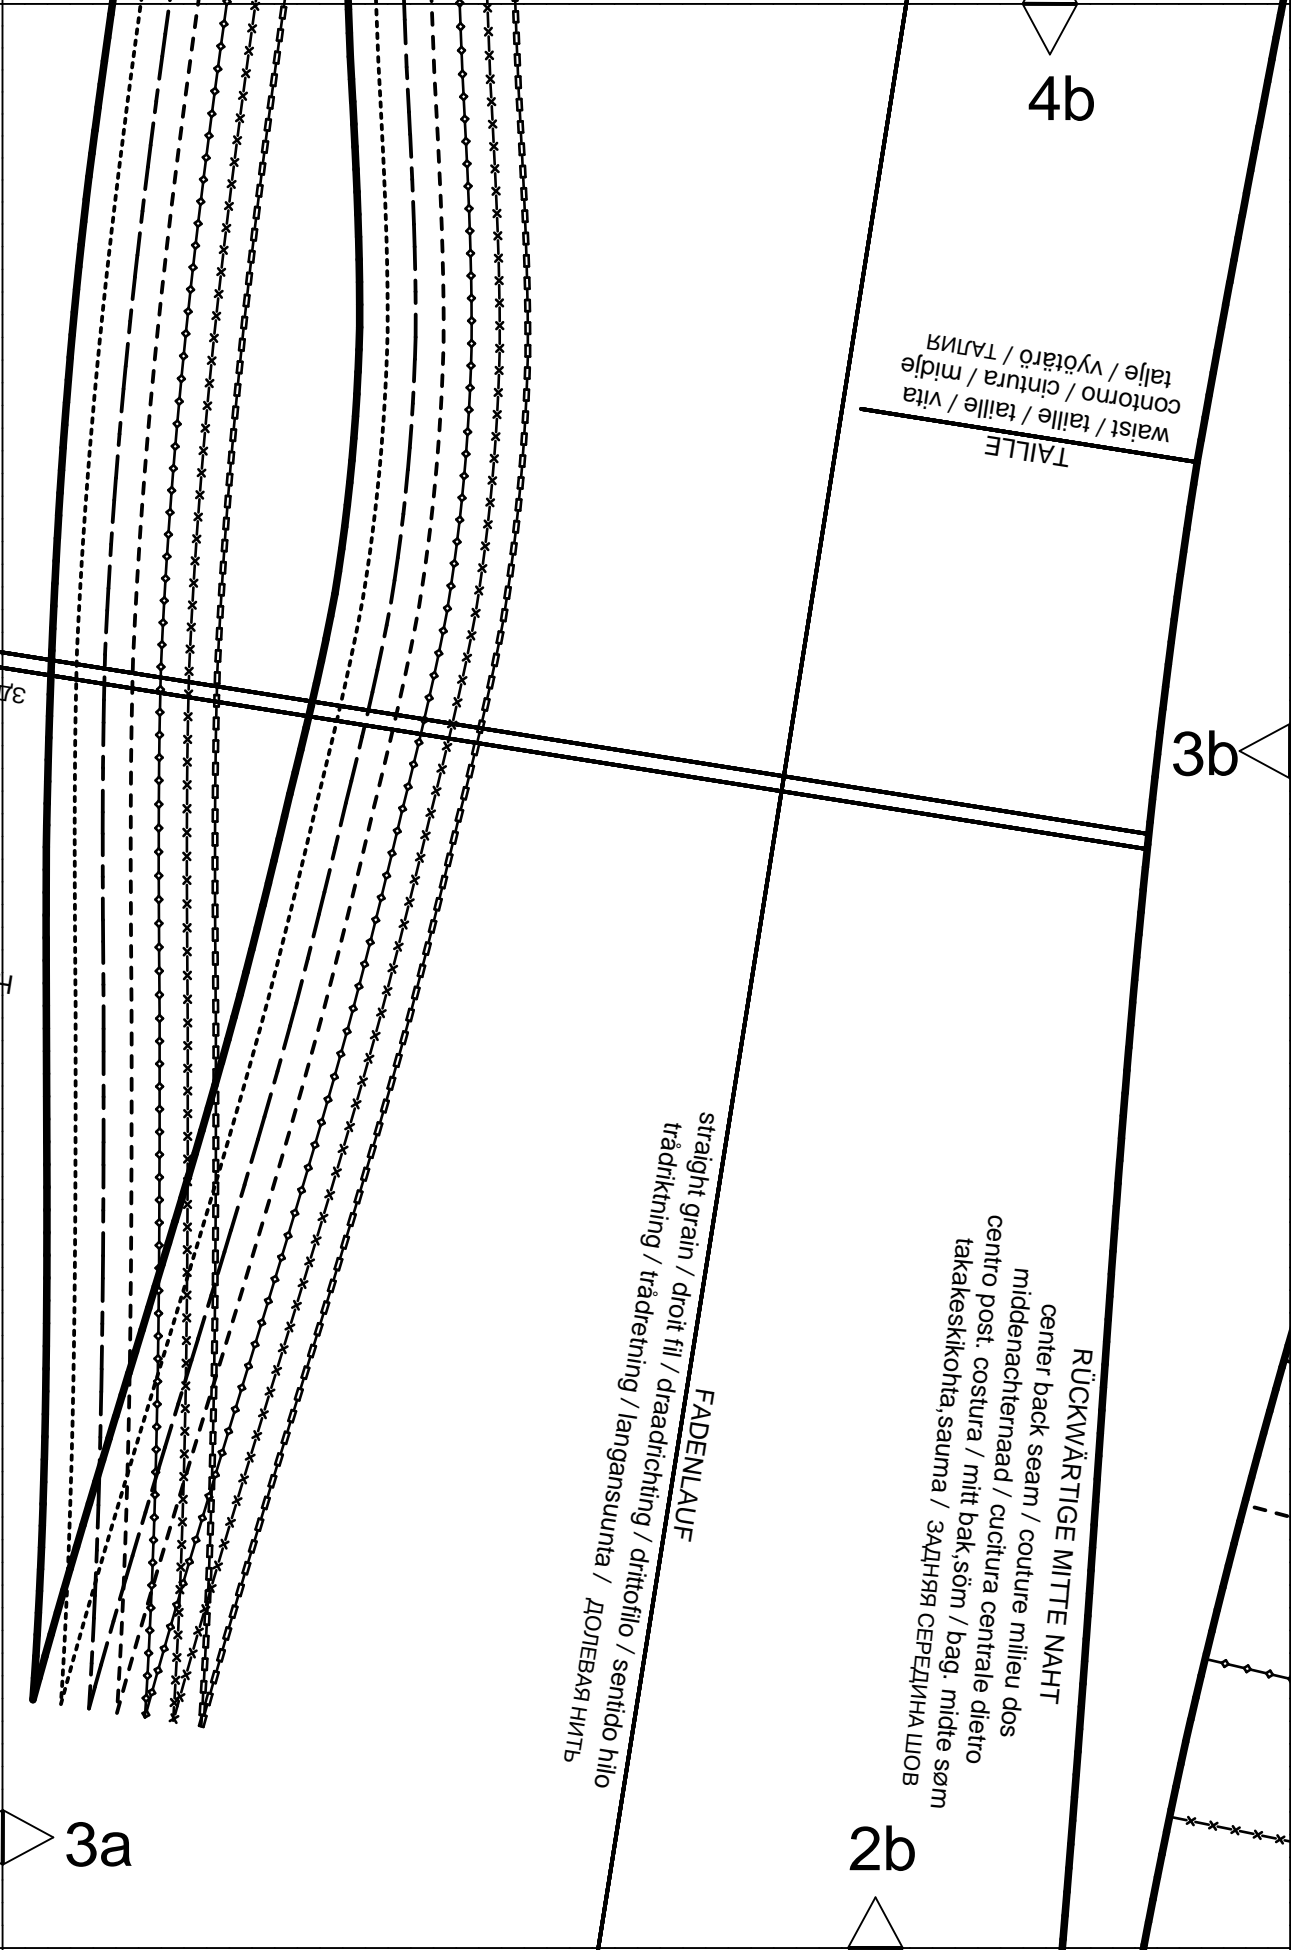 4b
TAILLE
waist / taille / taille / vita
contorno / cintura / midje
talje / vyötärö / ТАЛИЯ
3b
FADENLAUF
straight grain / droit fil / draadrichting / drittofilo / sentido hilo
trådriktning / trådretning / langansuunta / ДОЛЕВАЯ НИТЬ
RÜCKWÄRTIGE MITTE NAHT
center back seam / couture milieu dos
middenachternaad / cucitura centrale dietro
centro post. costura / mitt bak,söm / bag. midte søm
takakeskikohta,sauma / ЗАДНЯЯ СЕРЕДИНА ШОВ
3a
2b